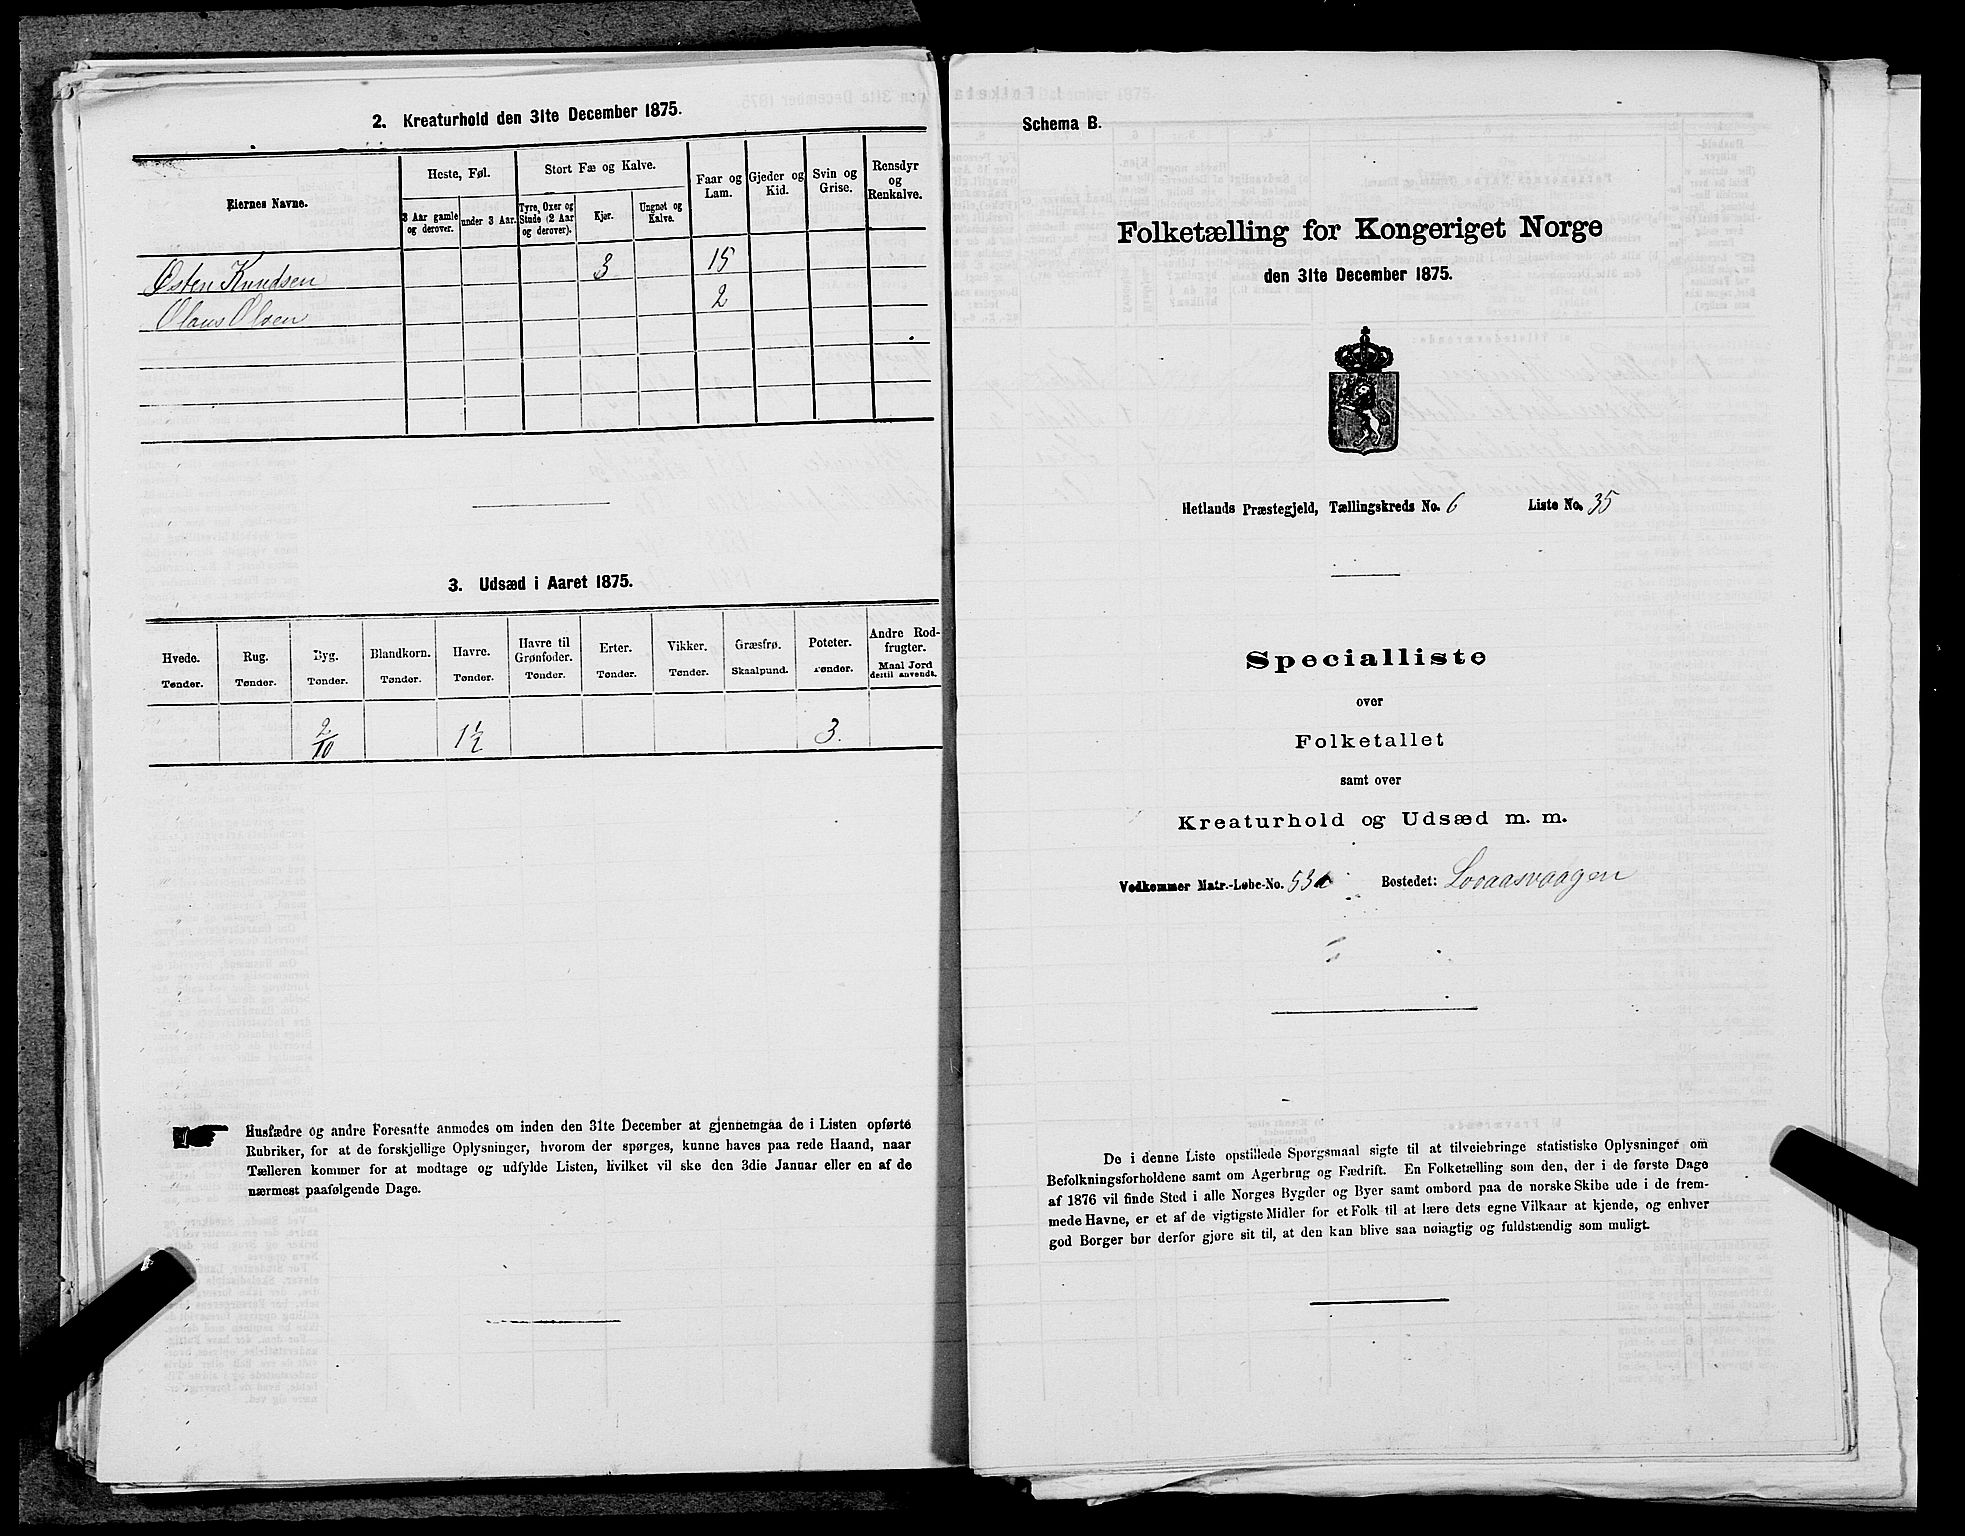 2. Kreaturhold den 31te December 1875.
Eiernes Navne.
Heste, Føl.
3 Aar gamle og derover.
under 3 Aar.
Stort Fæ og Kalve.
Tyre, Oxer og Stude (2 Aar og derover).
Kjør.
Ungnøt og Kalve.
Faar og Lam.
Gjeder og Kid.
Svin og Grise.
Rensdyr og Renkalve.
Østen Knudsen 3 15
Olaus Olsen 2
3. Udsæd i Aaret 1875.
Hvede. Tønder.
Rug. Tønder.
Byg. Tønder.
Blandkorn. Tønder.
Havre. Tønder.
Havre til Grønfoder. Tønder.
Erter. Tønder.
Vikker. Tønder.
Græsfrø. Skaalpund.
Poteter. Tønder.
Andre Rodfrugter. Maal Jord dertil anvendt.
2/10 1 1/2 3.
Husfædre og andre Foresatte anmodes om inden den 31te December at gjennemgaa de i Listen opførte
Rubriker, for at de forskjellige Oplysninger, hvorom der spørges, kunne haves paa rede Haand, naar
Tælleren kommer for at modtage og udfylde Listen, hvilket vil ske den 3die Januar eller en af de
nærmest paafølgende Dage.
Schema B.
Folketælling for Kongeriget Norge
den 31te December 1875.
Hetlands Præstegjeld, Tællingskreds No. 6 Liste No. 35
Specialliste
over
Folketallet
samt over
Kreaturhold og Udsæd m. m.
Vedkommer Matr.-Løbe-No. 53a Bostedet: Lovaasvaagen
De i denne Liste opstillede Spørgsmaal sigte til at tilveiebringe statistiske Oplysninger om
Befolkningsforholdene samt om Agerbrug og Fædrift. En Folketælling som den, der i de første Dage
af 1876 vil finde Sted i alle Norges Bygder og Byer samt ombord paa de norske Skibe ude i de frem-
mede Havne, er et af de vigtigste Midler for et Folk til at lære dets egne Vilkaar at kjende, og enhver
god Borger bør derfor gjøre sit til, at den kan blive saa nøiagtig og fuldstændig som muligt.